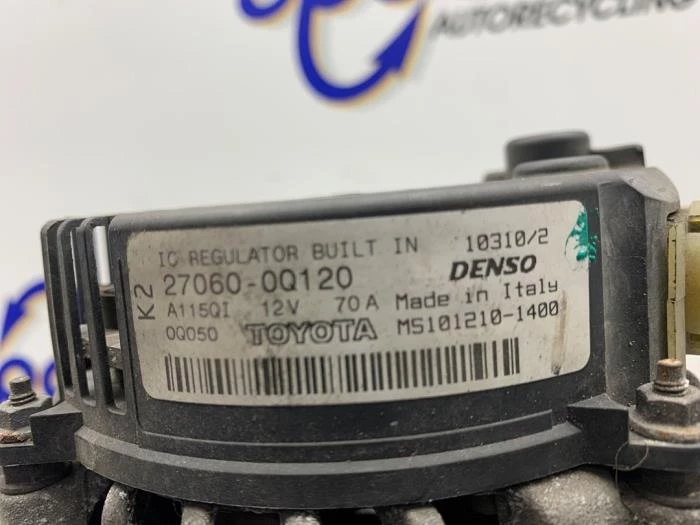 AUTORECYCLING
IC REGULATOR BUILT IN 10310/2
K2 27060-0Q120 DENSO
A115QI 12V 70A Made in Italy
0Q050 TOYOTA MS101210-1400